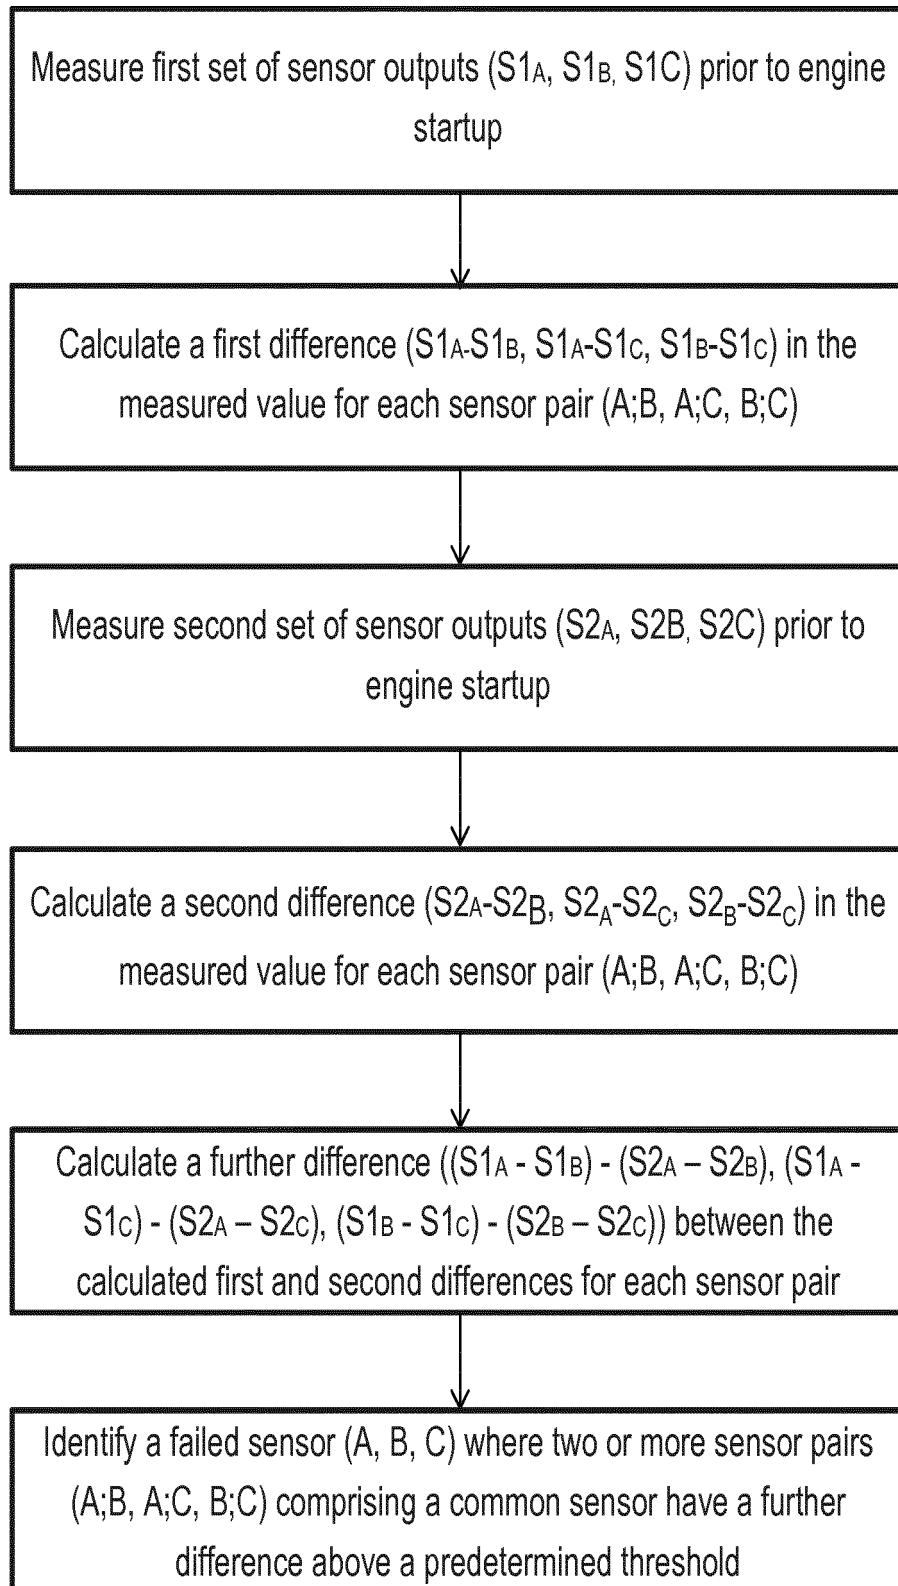 Measure first set of sensor outputs (S1A, S1B, S1C) prior to engine
startup
Calculate a first difference (S1A-S1B, S1A-S1C, S1B-S1C) in the
measured value for each sensor pair (A;B, A;C, B;C)
Measure second set of sensor outputs (S2A, S2B, S2C) prior to
engine startup
Calculate a second difference (S2A-S2B, S2A-S2C, S2B-S2C) in the
measured value for each sensor pair (A;B, A;C, B;C)
Calculate a further difference ((S1A - S1B) - (S2A – S2B), (S1A -
S1C) - (S2A – S2C), (S1B - S1C) - (S2B – S2C)) between the
calculated first and second differences for each sensor pair
Identify a failed sensor (A, B, C) where two or more sensor pairs
(A;B, A;C, B;C) comprising a common sensor have a further
difference above a predetermined threshold